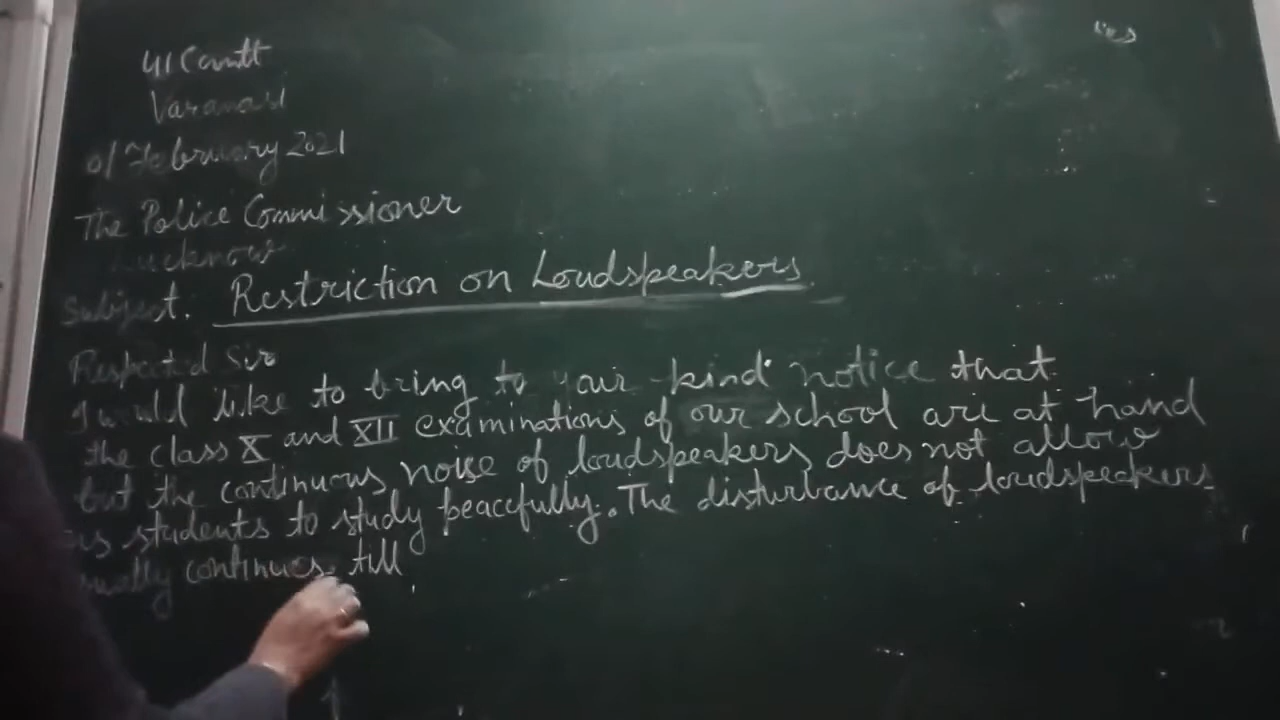 41 Cantt
Varanasi
01 February 2021
The Police Commissioner
Lucknow
Subject: Restriction on Loudspeakers.
Respected Sir
I would like to bring to your kind notice that
the class X and XII examinations of our school are at hand
but the continuous noise of loudspeakers does not allow
us students to study peacefully. The disturbance of loudspeakers
usually continues till